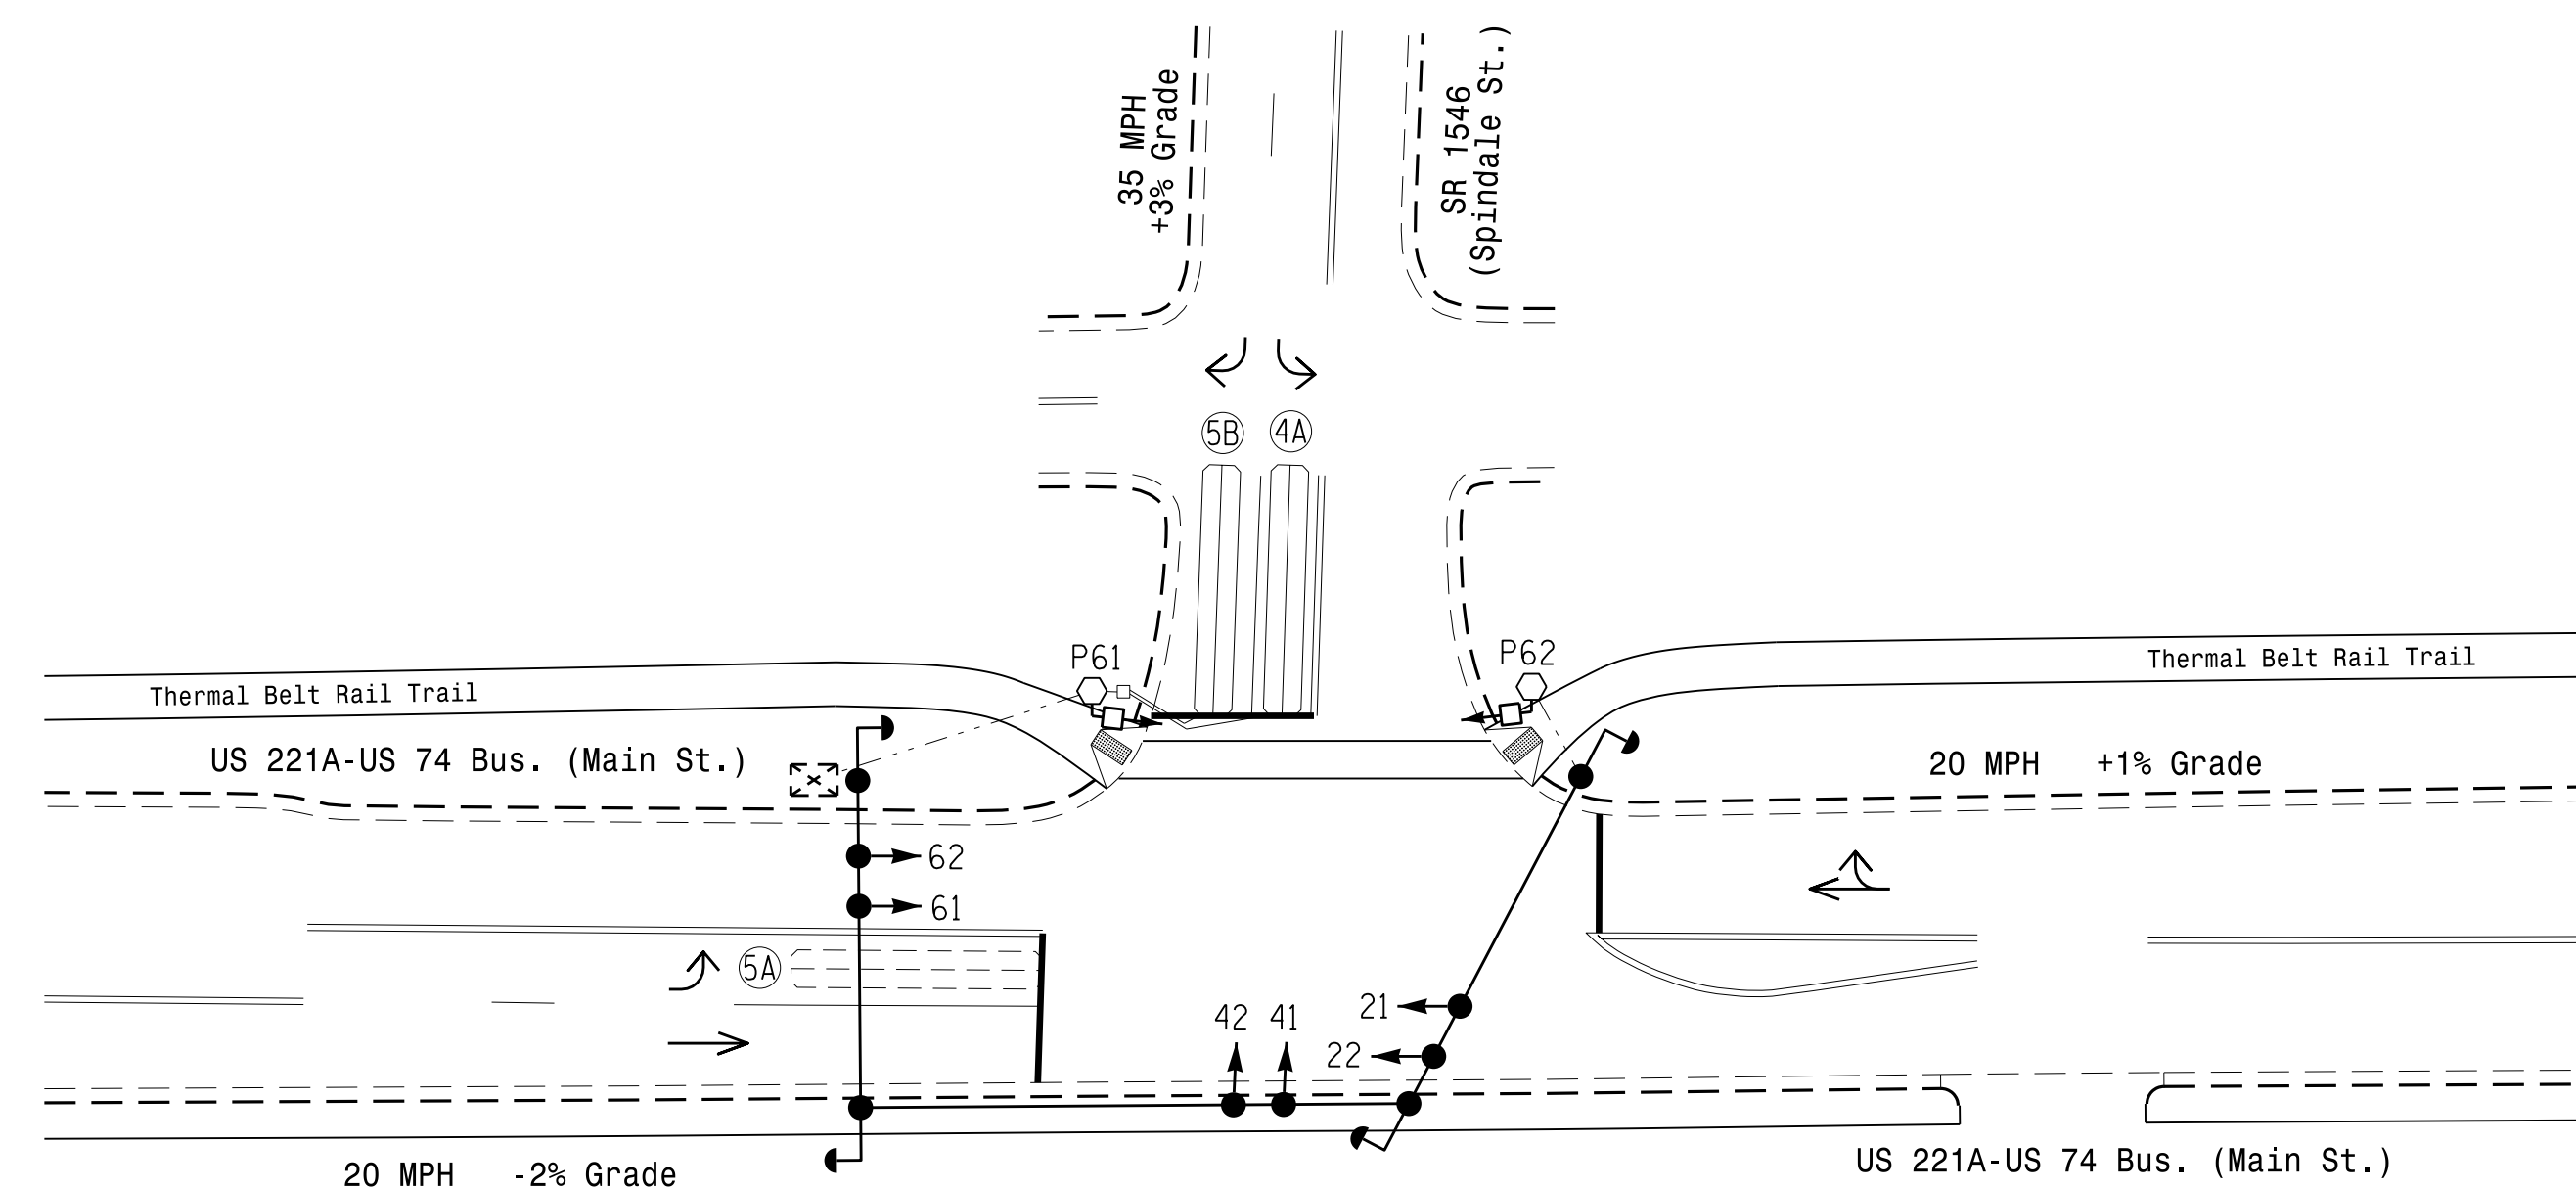 35 MPH
+3% Grade
SR 1546
(Spindale St.)
5B
4A
P61
P62
Thermal Belt Rail Trail
Thermal Belt Rail Trail
US 221A-US 74 Bus. (Main St.)
20 MPH +1% Grade
62
61
5A
42
41
21
22
20 MPH -2% Grade
US 221A-US 74 Bus. (Main St.)